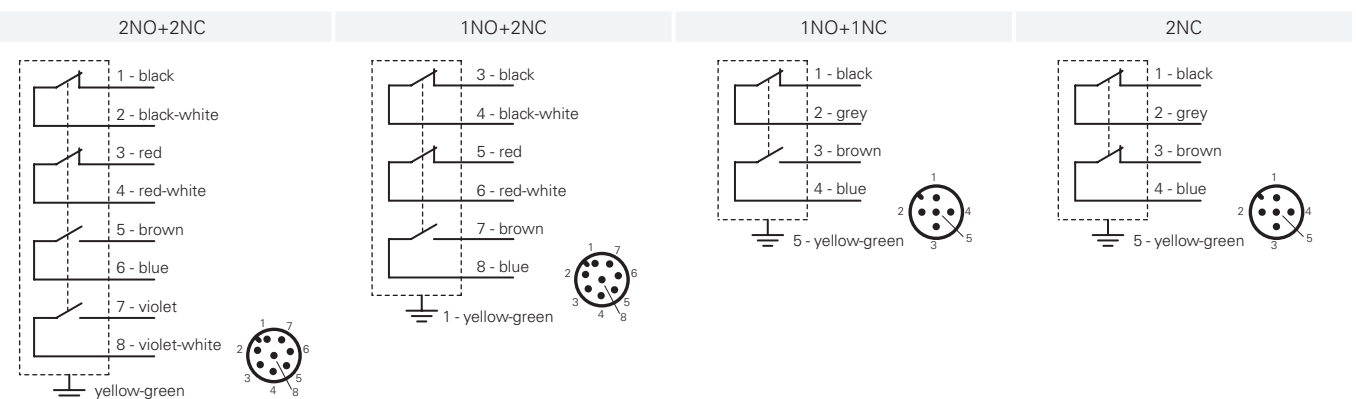 2NO+2NC
1 - black
2 - black-white
3 - red
4 - red-white
5 - brown
6 - blue
7 - violet
8 - violet-white
yellow-green
1
7
2
6
3
5
4
8
1NO+2NC
3 - black
4 - black-white
5 - red
6 - red-white
7 - brown
8 - blue
1 - yellow-green
1
7
2
6
3
5
4
8
1NO+1NC
1 - black
2 - grey
3 - brown
4 - blue
5 - yellow-green
1
2
4
3
5
2NC
1 - black
2 - grey
3 - brown
4 - blue
5 - yellow-green
1
2
4
3
5